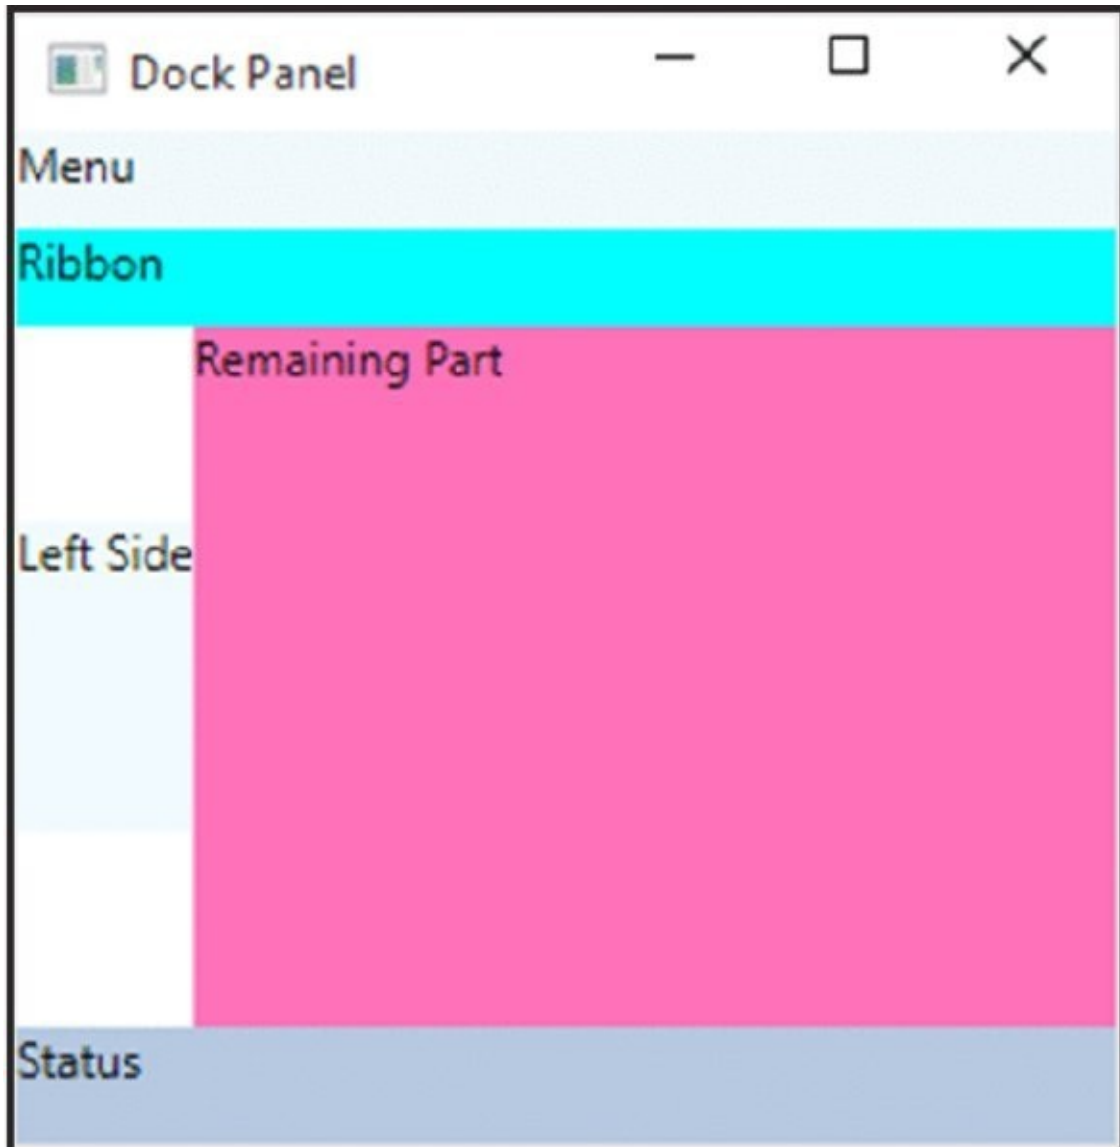 Dock Panel
Menu
Ribbon
Remaining Part
Left Side
Status